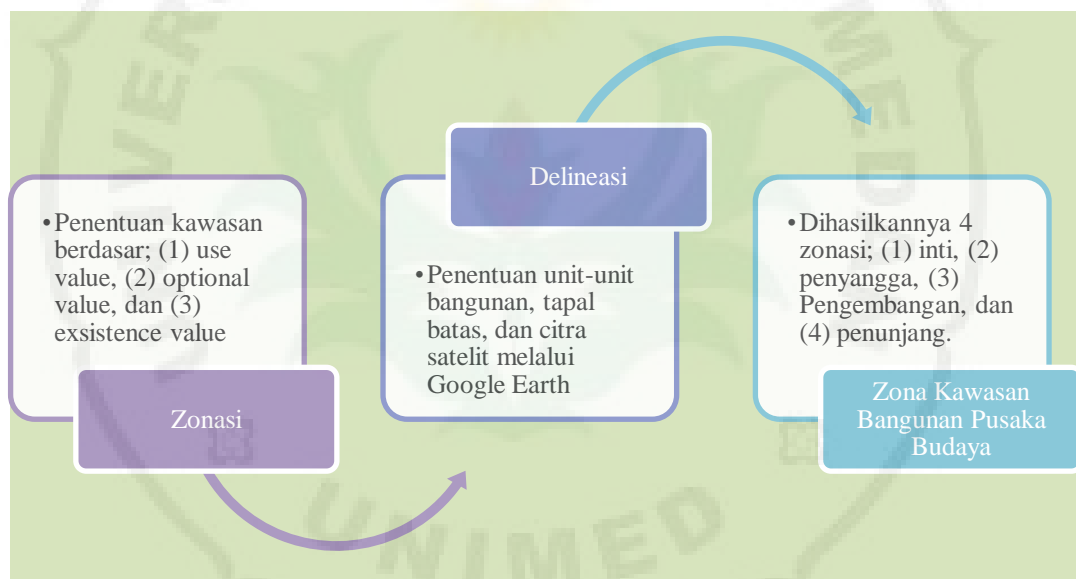 • Penentuan kawasan
berdasar; (1) use
value, (2) optional
value, dan (3)
exsistence value
Zonasi
Delineasi
• Penentuan unit-unit
bangunan, tapal
batas, dan citra
satelit melalui
Google Earth
• Dihasilkannya 4
zonasi; (1) inti, (2)
penyangga, (3)
Pengembangan, dan
(4) penunjang.
Zona Kawasan
Bangunan Pusaka
Budaya
UNIMED